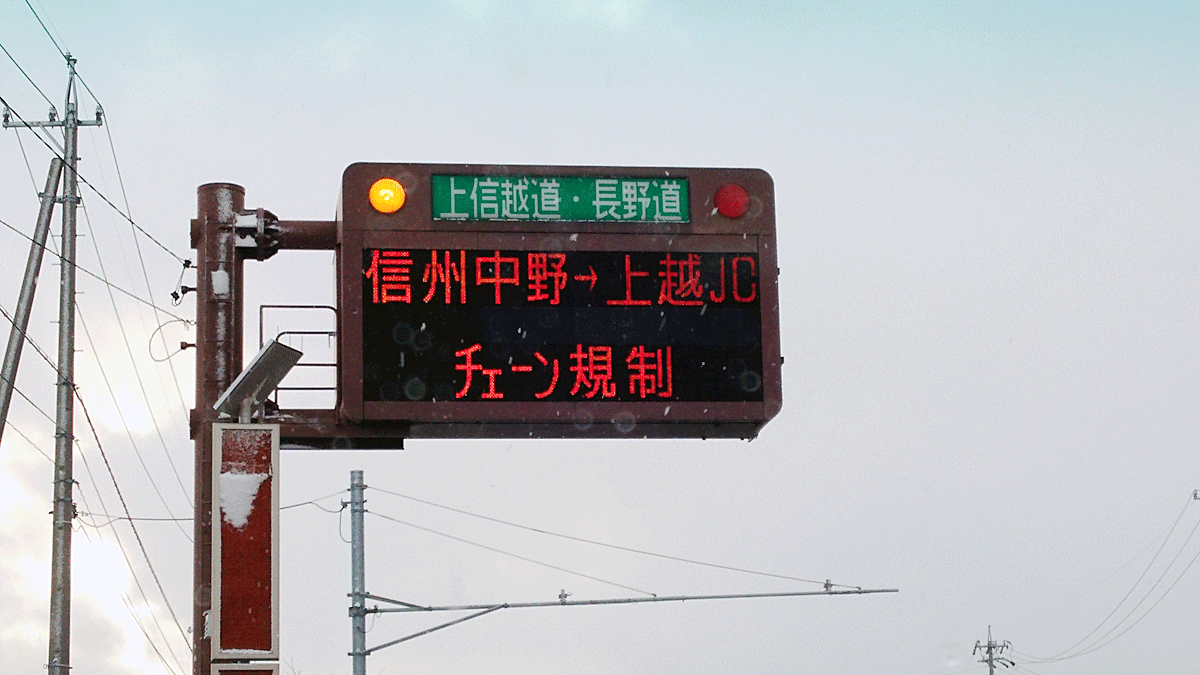 上信越道・長野道
信州中野→上越JC
チェーン規制